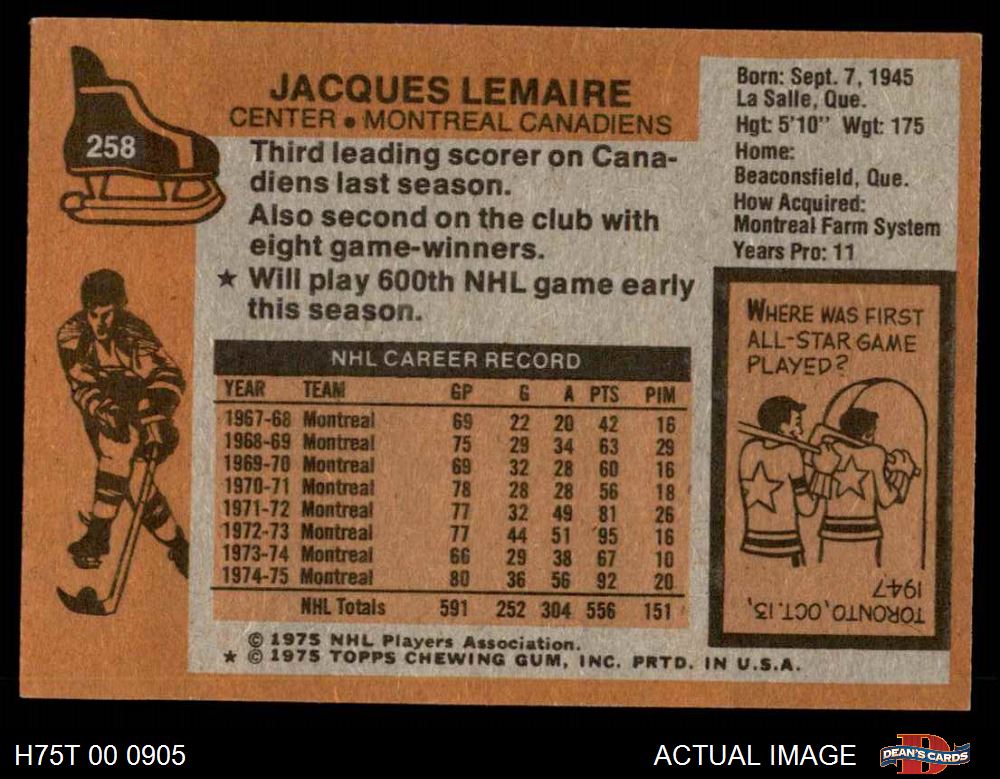 258
JACQUES LEMAIRE
CENTER • MONTREAL CANADIENS
Third leading scorer on Cana-
diens last season.
Also second on the club with
eight game-winners.
★ Will play 600th NHL game early
this season.
Born: Sept. 7, 1945
La Salle, Que.
Hgt: 5'10" Wgt: 175
Home:
Beaconsfield, Que.
How Acquired:
Montreal Farm System
Years Pro: 11
NHL CAREER RECORD
YEAR TEAM GP G A PTS PIM
1967-68 Montreal 69 22 20 42 16
1968-69 Montreal 75 29 34 63 29
1969-70 Montreal 69 32 28 60 16
1970-71 Montreal 78 28 28 56 18
1971-72 Montreal 77 32 49 81 26
1972-73 Montreal 77 44 51 95 16
1973-74 Montreal 66 29 38 67 10
1974-75 Montreal 80 36 56 92 20
NHL Totals 591 252 304 556 151
© 1975 NHL Players Association.
★ © 1975 TOPPS CHEWING GUM, INC. PRTD. IN U.S.A.
WHERE WAS FIRST
ALL-STAR GAME
PLAYED?
TORONTO, OCT. 13,
1947
H75T 00 0905
ACTUAL IMAGE
DEAN'S CARDS